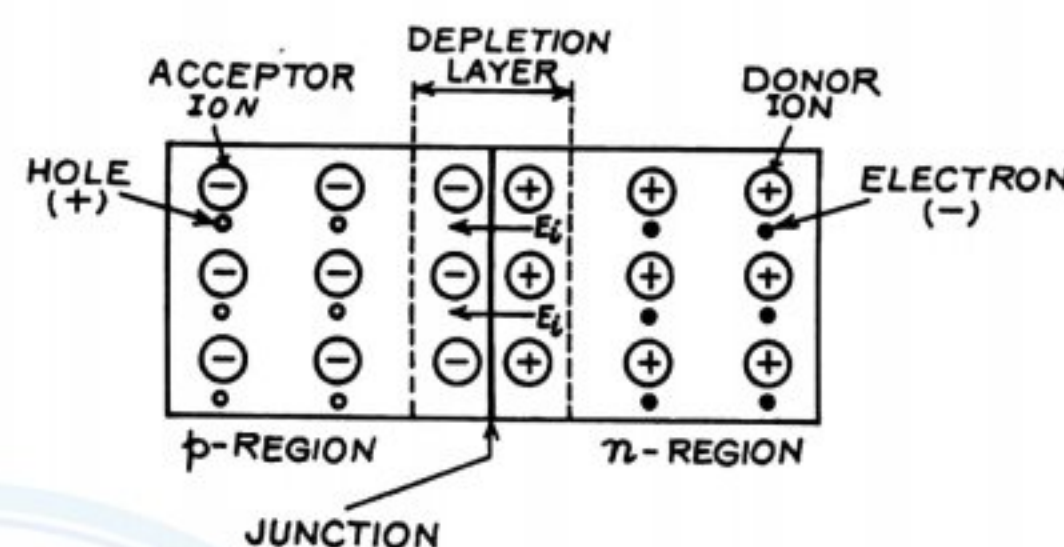 DEPLETION
LAYER
ACCEPTOR
ION
DONOR
ION
HOLE
(+)
ELECTRON
(-)
Ei
Ei
p-REGION
n-REGION
JUNCTION